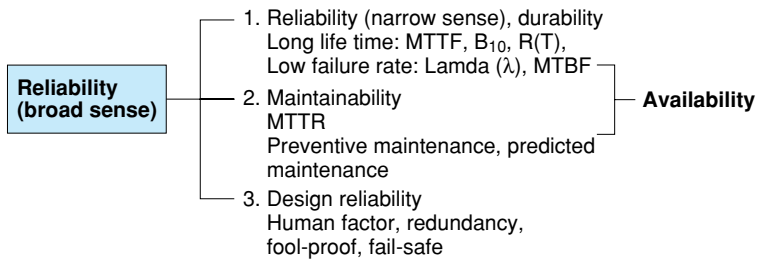 Reliability
(broad sense)
1. Reliability (narrow sense), durability
Long life time: MTTF, B₁₀, R(T),
Low failure rate: Lamda (λ), MTBF
2. Maintainability
MTTR
Preventive maintenance, predicted
maintenance
3. Design reliability
Human factor, redundancy,
fool-proof, fail-safe
Availability